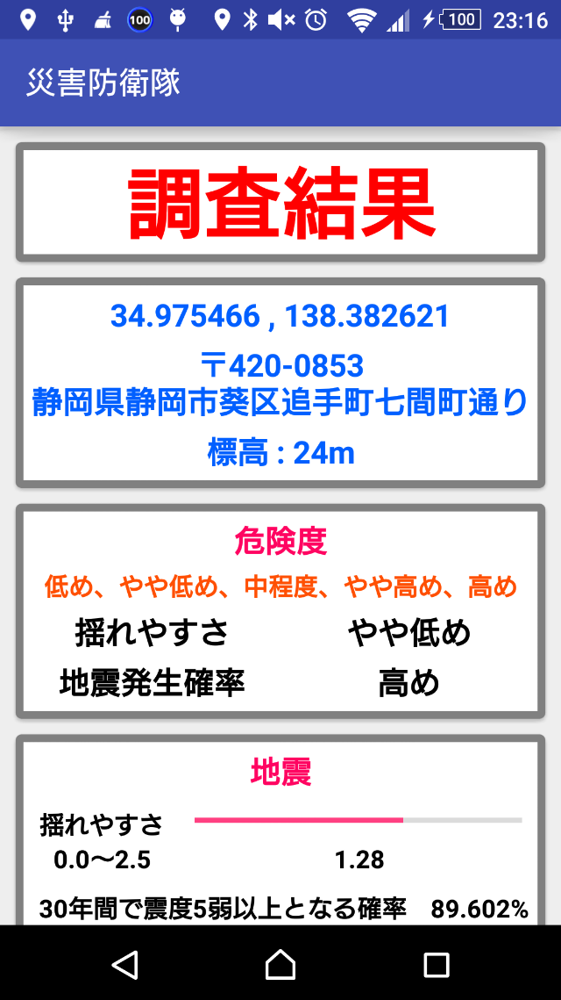 100
100
23:16
災害防衛隊
調査結果
34.975466 , 138.382621
〒420-0853
静岡県静岡市葵区追手町七間町通り
標高 : 24m
危険度
低め、やや低め、中程度、やや高め、高め
揺れやすさ やや低め
地震発生確率 高め
地震
揺れやすさ
0.0〜2.5 1.28
30年間で震度5弱以上となる確率 89.602%